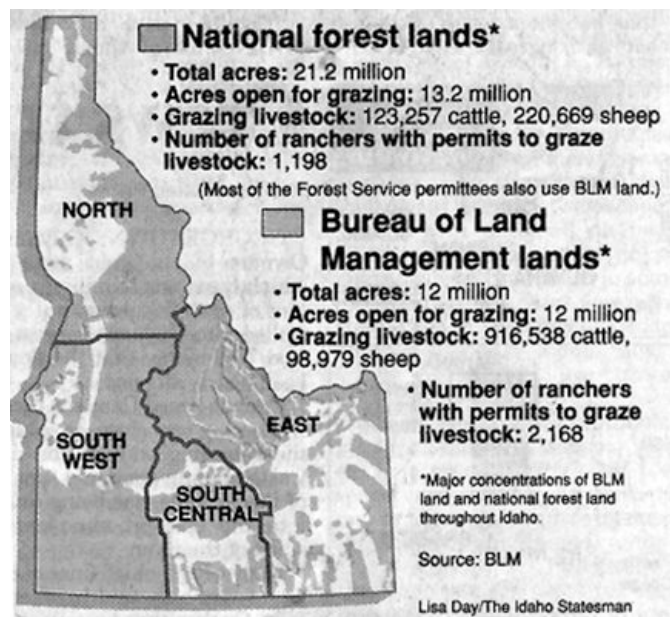 National forest lands*
• Total acres: 21.2 million
• Acres open for grazing: 13.2 million
• Grazing livestock: 123,257 cattle, 220,669 sheep
• Number of ranchers with permits to graze
livestock: 1,198
(Most of the Forest Service permittees also use BLM land.)
Bureau of Land
Management lands*
• Total acres: 12 million
• Acres open for grazing: 12 million
• Grazing livestock: 916,538 cattle,
98,979 sheep
• Number of ranchers
with permits to graze
livestock: 2,168
*Major concentrations of BLM
land and national forest land
throughout Idaho.
Source: BLM
Lisa Day/The Idaho Statesman
NORTH
SOUTH
WEST
SOUTH
CENTRAL
EAST